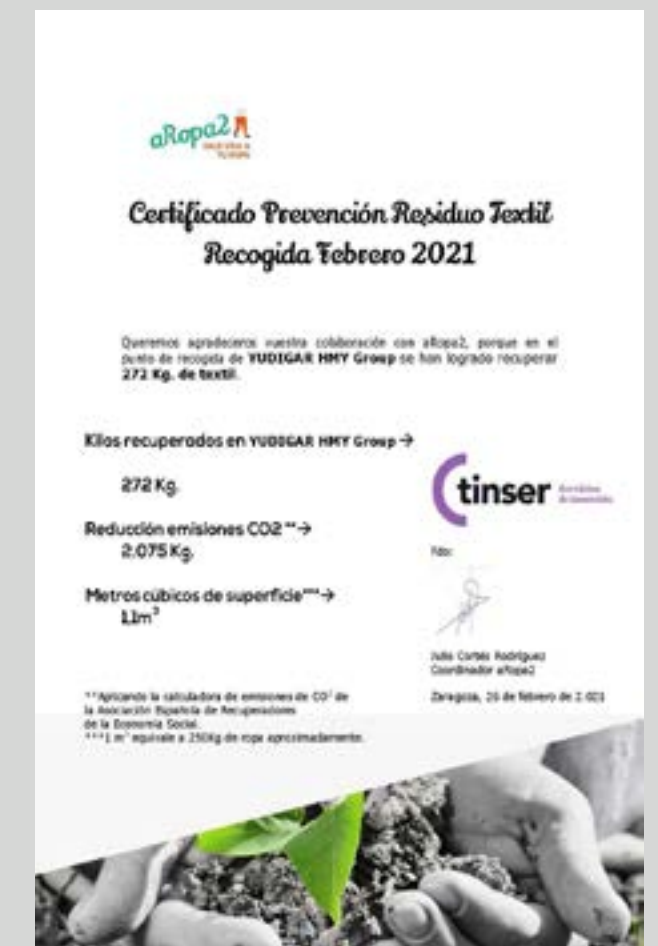 aRopa2
Certificado Prevención Residuo Textil
Recogida Febrero 2021
Queremos agradeceros vuestra colaboración con aRopa2, porque en el
punto de recogida de YUDIGAR HMY Group se han logrado recuperar
272 Kg. de textil.
Kilos recuperados en YUDIGAR HMY Group →
272 Kg.
Reducción emisiones CO2 **→
2.075 Kg.
Metros cúbicos de superficie***→
1,1m³
tinser
Fdo:
Julio Cortés Rodríguez
Coordinador aRopa2
Zaragoza, 26 de febrero de 2.021
**Aplicando la calculadora de emisiones de CO² de
la Asociación Española de Recuperadores
de la Economía Social.
***1 m³ equivale a 250Kg de ropa aproximadamente.